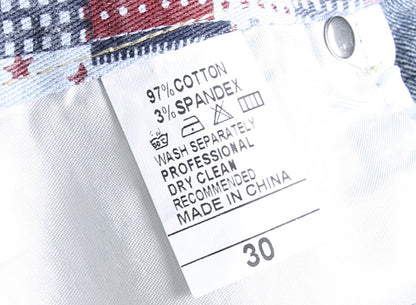 97%COTTON
3%SPANDEX
WASH SEPARATELY
PROFESSIONAL
DRY CLEAN
RECOMMENDED
MADE IN CHINA
30